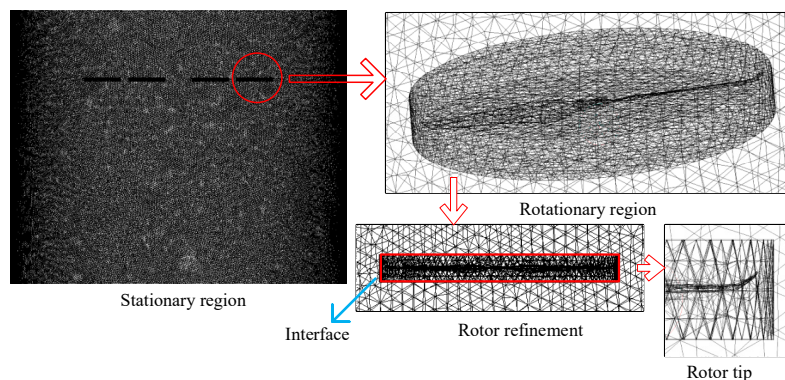 Rotationary region
Stationary region
Interface
Rotor refinement
Rotor tip